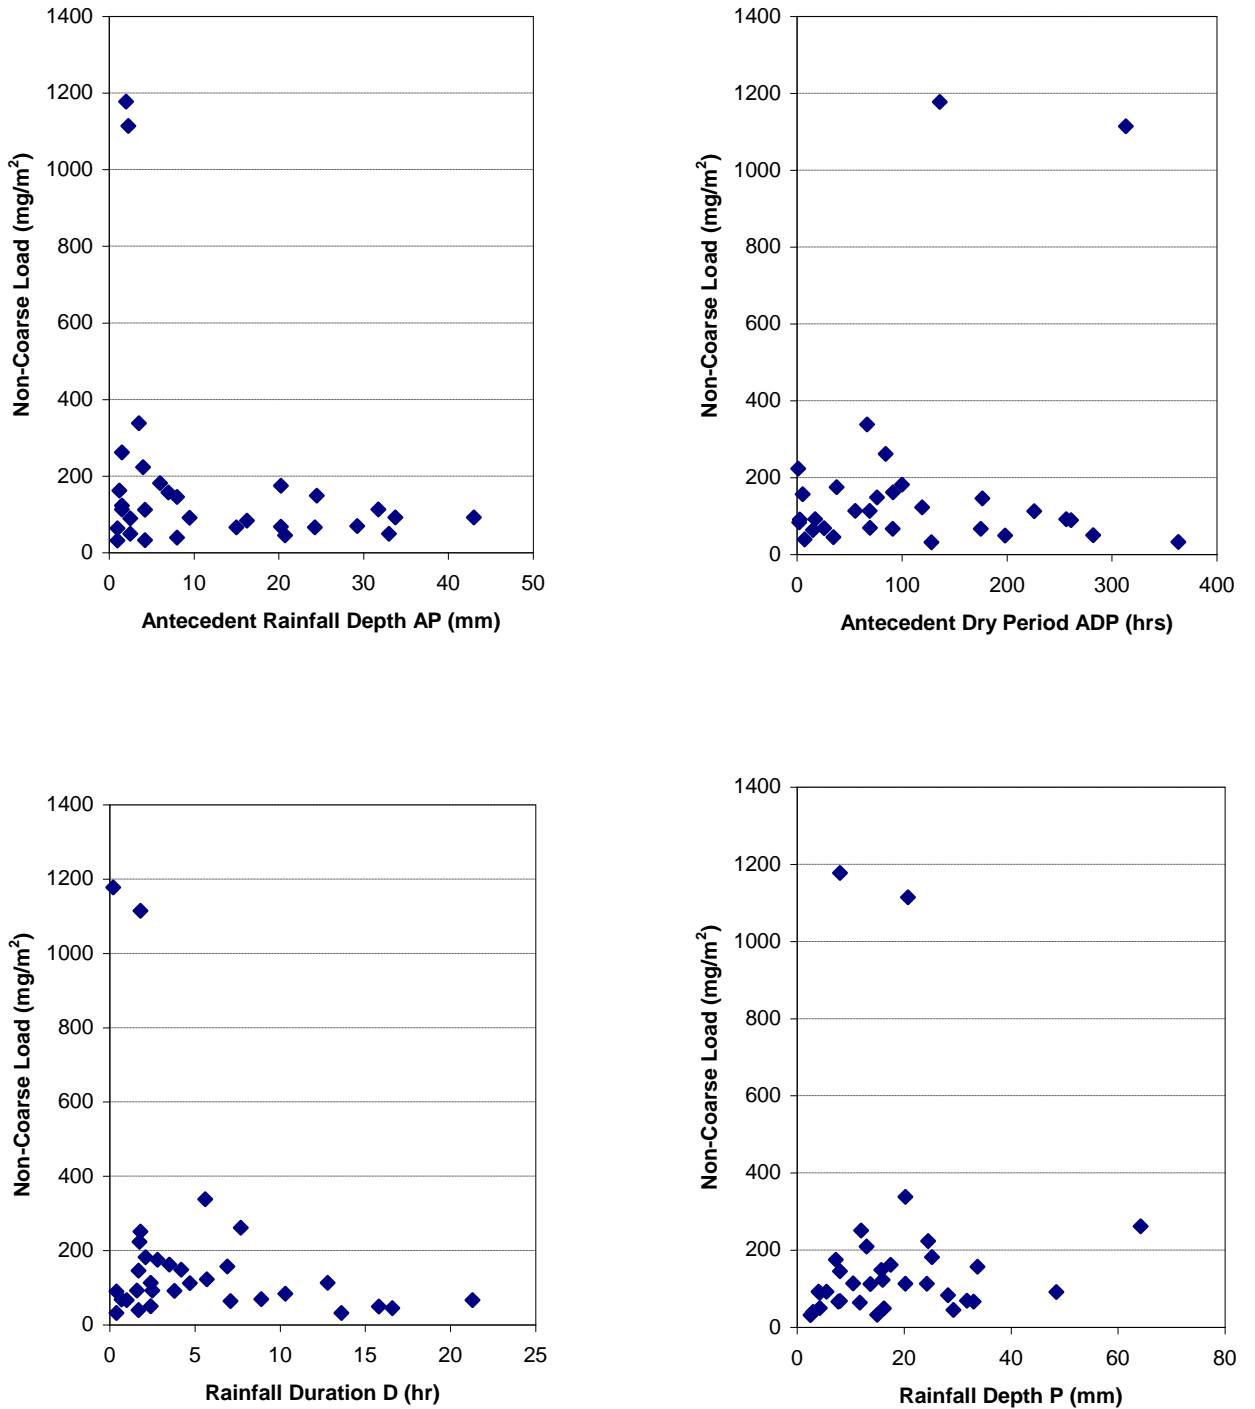 1400
1200
1000
800
600
400
200
0
Non-Coarse Load (mg/m²)
0 10 20 30 40 50
Antecedent Rainfall Depth AP (mm)
1400
1200
1000
800
600
400
200
0
Non-Coarse Load (mg/m²)
0 100 200 300 400
Antecedent Dry Period ADP (hrs)
1400
1200
1000
800
600
400
200
0
Non-Coarse Load (mg/m²)
0 5 10 15 20 25
Rainfall Duration D (hr)
1400
1200
1000
800
600
400
200
0
Non-Coarse Load (mg/m²)
0 20 40 60 80
Rainfall Depth P (mm)